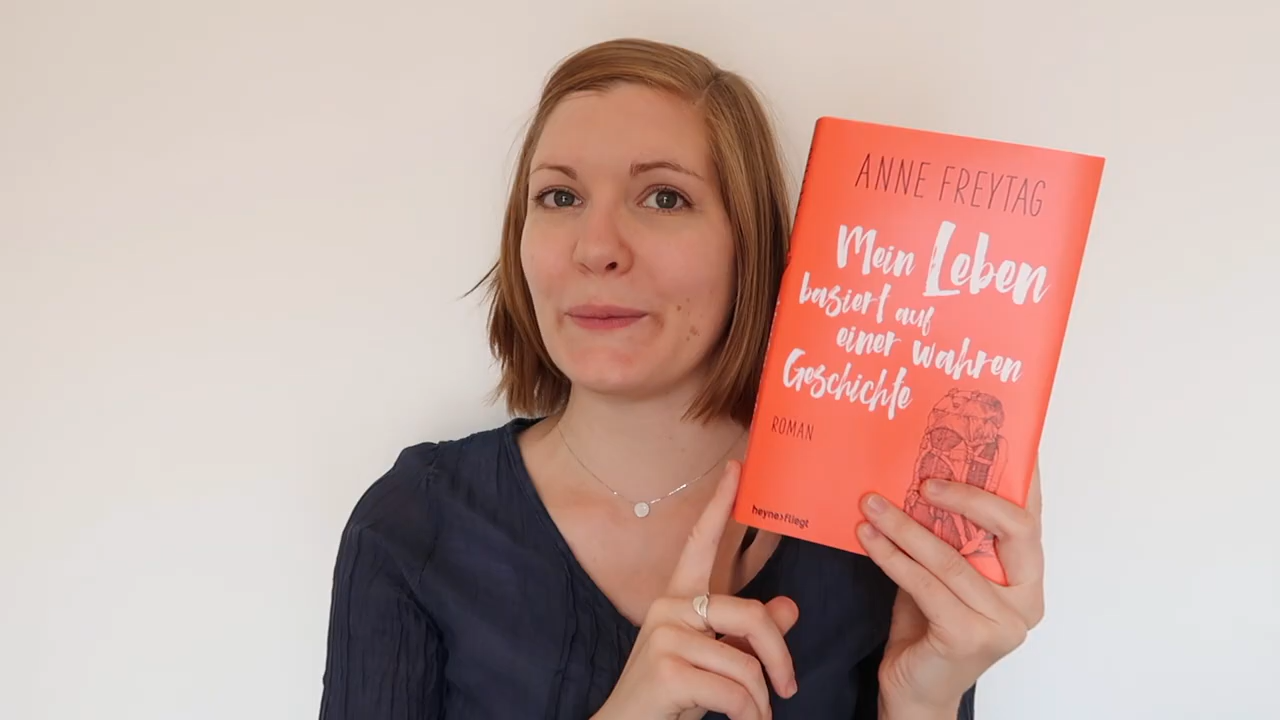 ANNE FREYTAG
Mein Leben
basiert auf
einer wahren
Geschichte
ROMAN
heyne>fliegt